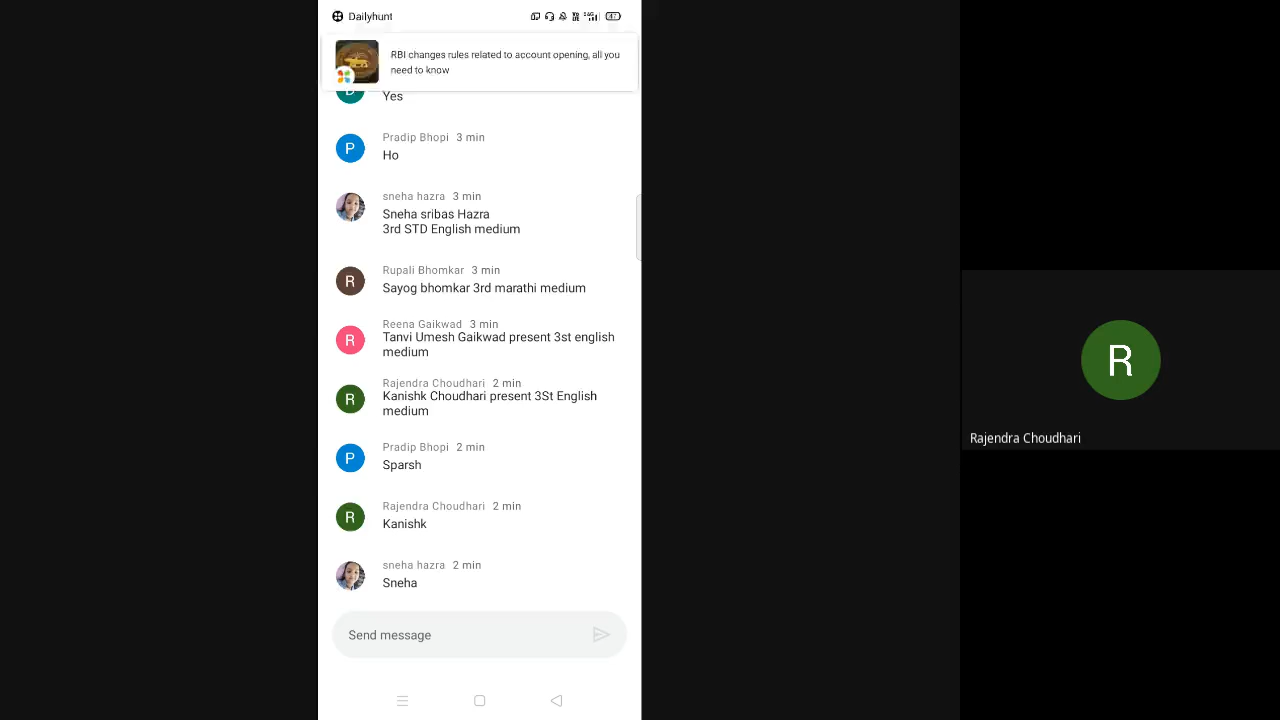 Dailyhunt
RBI changes rules related to account opening, all you
need to know
Yes
Pradip Bhopi 3 min
Ho
sneha hazra 3 min
Sneha sribas Hazra
3rd STD English medium
R
Rupali Bhomkar 3 min
Sayog bhomkar 3rd marathi medium
R
Reena Gaikwad 3 min
Tanvi Umesh Gaikwad present 3st english
medium
R
Rajendra Choudhari 2 min
Kanishk Choudhari present 3St English
medium
P
Pradip Bhopi 2 min
Sparsh
R
Rajendra Choudhari 2 min
Kanishk
sneha hazra 2 min
Sneha
Send message
R
Rajendra Choudhari